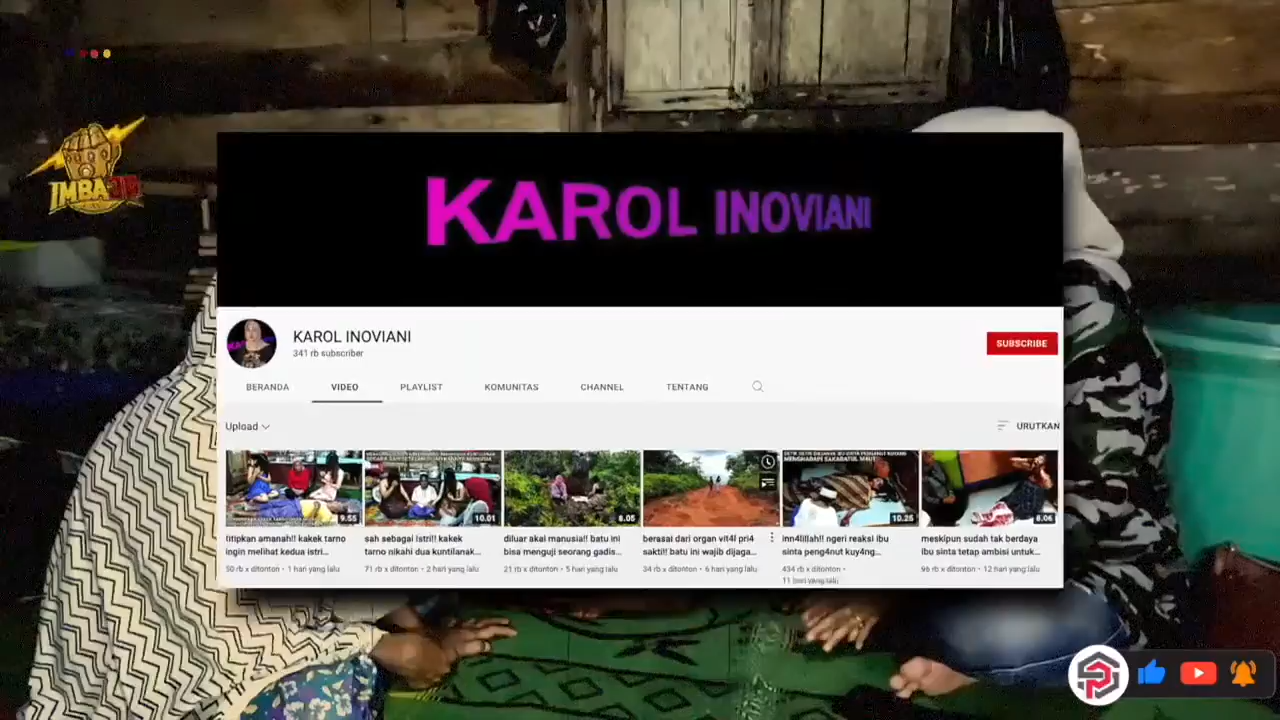 IMBA
KAROL INOVIANI
KAROL INOVIANI
341 rb subscriber
SUBSCRIBE
BERANDA VIDEO PLAYLIST KOMUNITAS CHANNEL TENTANG
Upload
URUTKAN
9.55
10.01
8.05
MENGHADAPI SAKARATUL MAUT
10.25
8.06
titipkan amanah!! kakek tarno
ingin melihat kedua istri...
50 rb x ditonton • 1 hari yang lalu
sah sebagai istri!! kakek
tarno nikahi dua kuntilanak...
71 rb x ditonton • 2 hari yang lalu
diluar akal manusia!! batu ini
bisa menguji seorang gadis...
21 rb x ditonton • 5 hari yang lalu
berasal dari organ vit4l pri4
sakti!! batu ini wajib dijaga...
34 rb x ditonton • 6 hari yang lalu
inn4lillah!! ngeri reaksi ibu
sinta peng4nut kuy4ng...
434 rb x ditonton •
11 hari yang lalu
meskipun sudah tak berdaya
ibu sinta tetap ambisi untuk...
96 rb x ditonton • 12 hari yang lalu